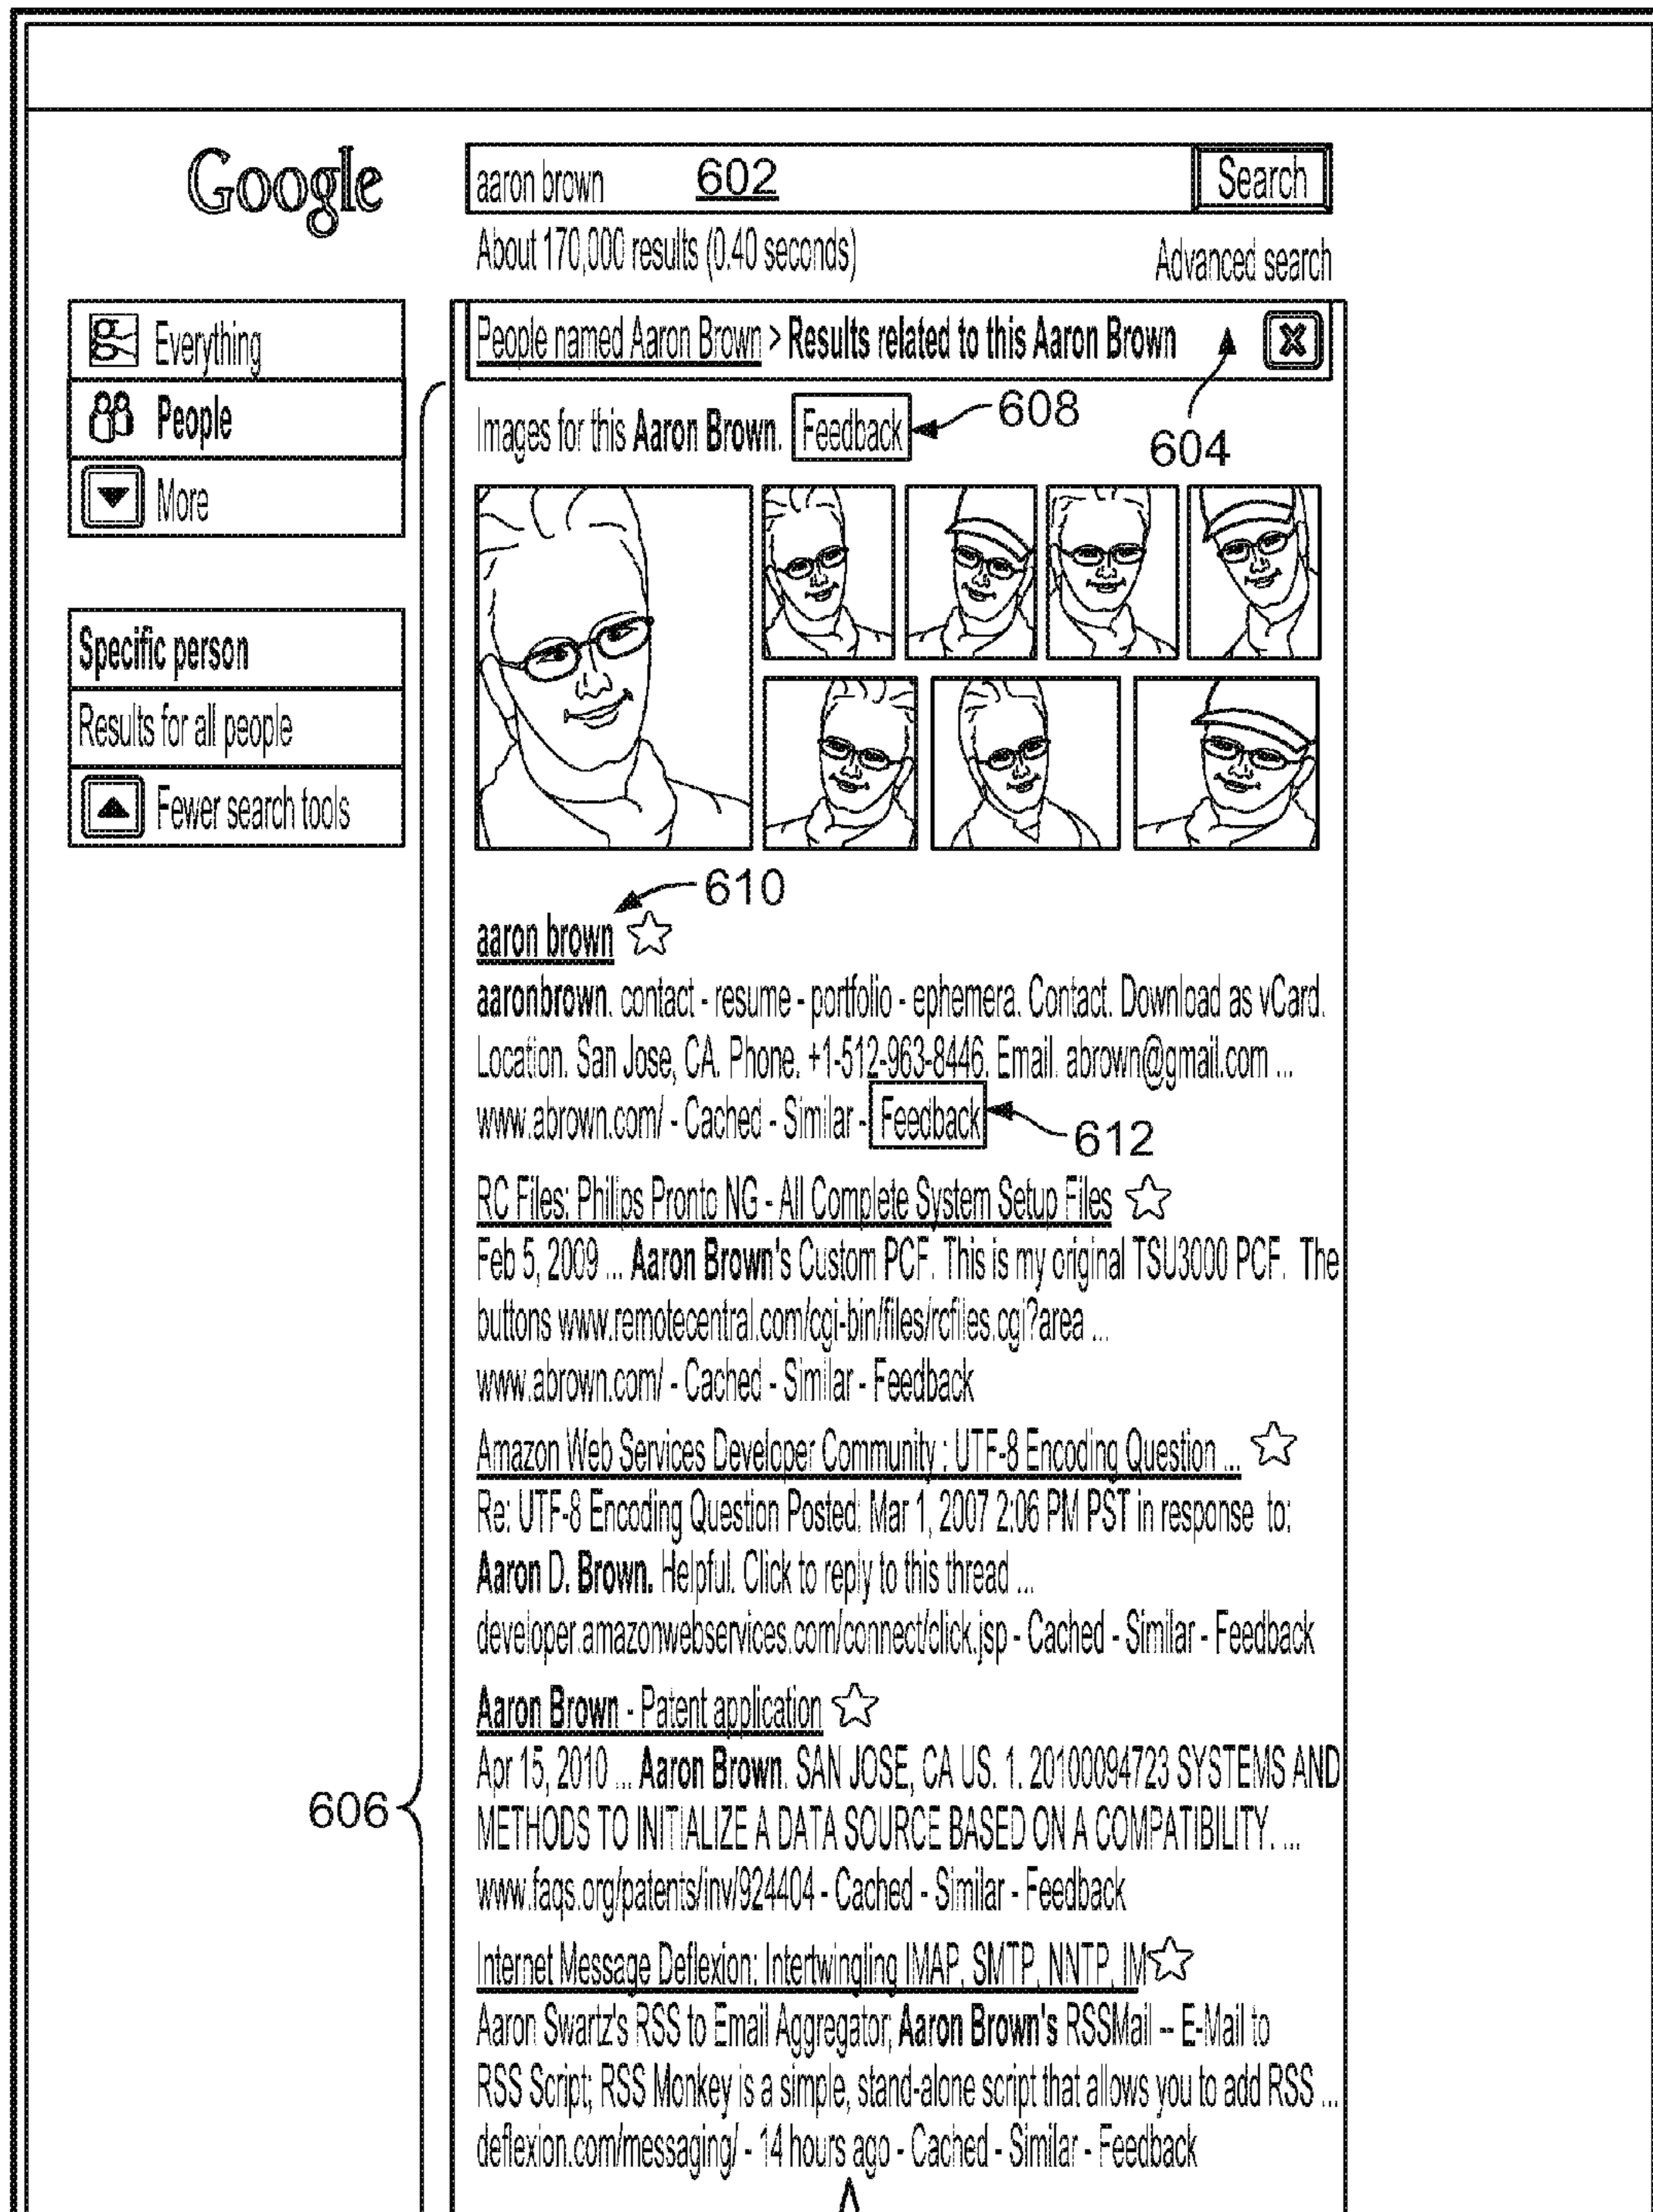 Google
aaron brown 602 Search
About 170,000 results (0.40 seconds) Advanced search
Everything
People
More
Specific person
Results for all people
Fewer search tools
People named Aaron Brown > Results related to this Aaron Brown X
604
Images for this Aaron Brown. Feedback 608
610
aaron brown
aaronbrown. contact - resume - portfolio - ephemera. Contact. Download as vCard.
Location. San Jose, CA. Phone. +1-512-963-8446. Email. abrown@gmail.com ...
www.abrown.com/ - Cached - Similar - Feedback 612
RC Files: Philips Pronto NG - All Complete System Setup Files
Feb 5, 2009 ... Aaron Brown's Custom PCF. This is my original TSU3000 PCF. The
buttons www.remotecentral.com/cgi-bin/files/rcfiles.cgi?area ...
www.abrown.com/ - Cached - Similar - Feedback
Amazon Web Services Developer Community : UTF-8 Encoding Question ...
Re: UTF-8 Encoding Question Posted: Mar 1, 2007 2:06 PM PST in response to:
Aaron D. Brown. Helpful. Click to reply to this thread ...
developer.amazonwebservices.com/connect/click.jsp - Cached - Similar - Feedback
Aaron Brown - Patent application
Apr 15, 2010 ... Aaron Brown. SAN JOSE, CA US. 1. 20100094723 SYSTEMS AND
METHODS TO INITIALIZE A DATA SOURCE BASED ON A COMPATIBILITY. ...
www.faqs.org/patents/inv/924404 - Cached - Similar - Feedback
606
Internet Message Deflexion: Intertwingling IMAP, SMTP, NNTP, IM
Aaron Swartz's RSS to Email Aggregator; Aaron Brown's RSSMail -- E-Mail to
RSS Script; RSS Monkey is a simple, stand-alone script that allows you to add RSS ...
deflexion.com/messaging/ - 14 hours ago - Cached - Similar - Feedback